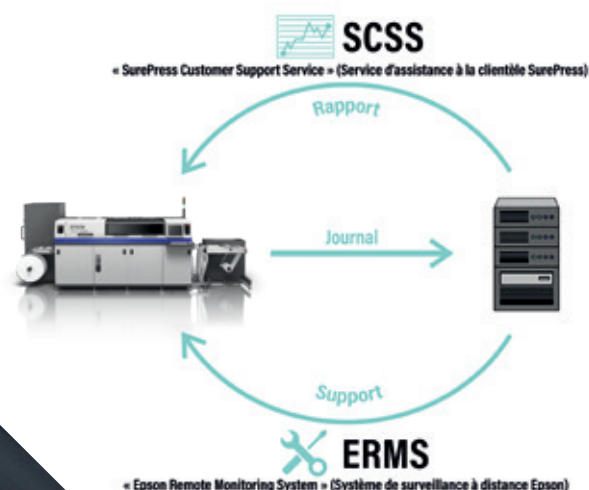 SCSS
« SurePress Customer Support Service » (Service d'assistance à la clientèle SurePress)
Rapport
EPSON
Journal
Support
ERMS
« Epson Remote Monitoring System » (Système de surveillance à distance Epson)